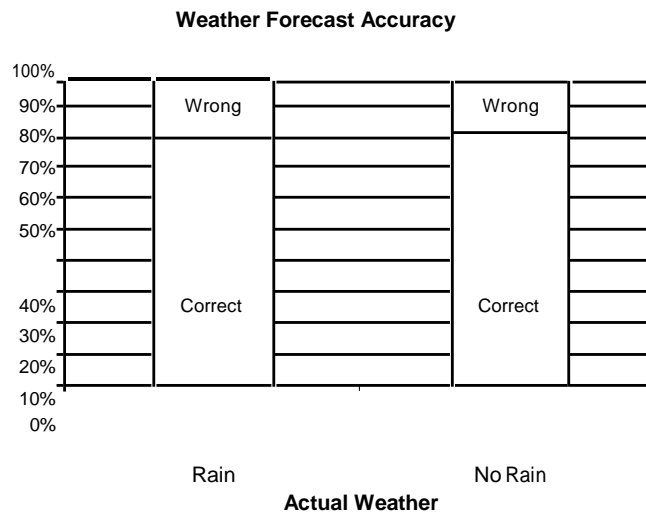 Weather Forecast Accuracy
100%
90%
80%
70%
60%
50%
40%
30%
20%
10%
0%
Wrong Wrong
Correct Correct
Rain No Rain
Actual Weather